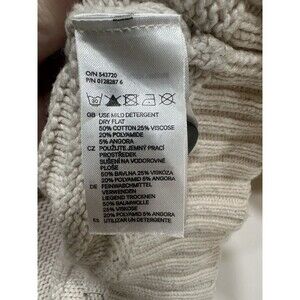 O/N 543720
P/N 0128287 6
30
GB USE MILD DETERGENT
DRY FLAT
50% COTTON 25% VISCOSE
20% POLYAMIDE
5% ANGORA
CZ POUŽIJTE JEMNÝ PRACÍ
PROSTŘEDEK
SUŠENÍ NA VODOROVNÉ
PLOŠE
50% BAVLNA 25% VISKÓZA
20% POLYAMID 5% ANGORA
DE FEINWASCHMITTEL
VERWENDEN
LIEGEND TROCKNEN
50% BAUMWOLLE
25% VISKOSE
20% POLYAMID 5% ANGORA
ES UTILIZAR UN DETERGENTE